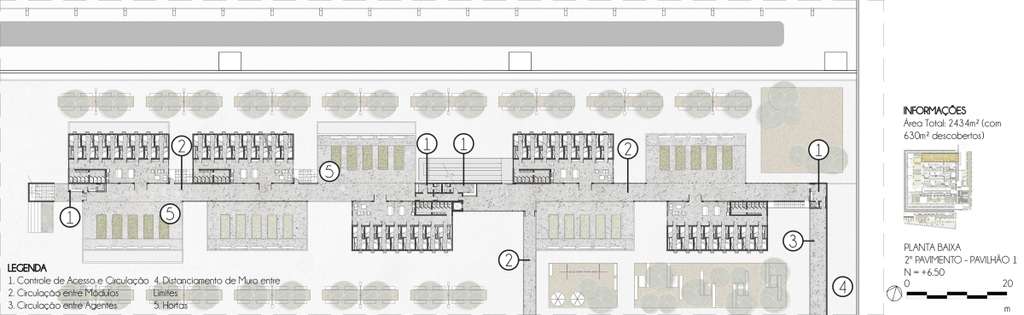 2
1
1
2
1
5
1
5
3
2
4
LEGENDA
1. Controle de Acesso e Circulação
2. Circulação entre Módulos
3. Circulação entre Agentes
4. Distanciamento de Muro entre
Limites
5. Hortas
INFORMAÇÕES
Área Total: 2434m² (com
630m² descobertos)
PLANTA BAIXA
2° PAVIMENTO - PAVILHÃO 1
N = +6.50
0 20
m